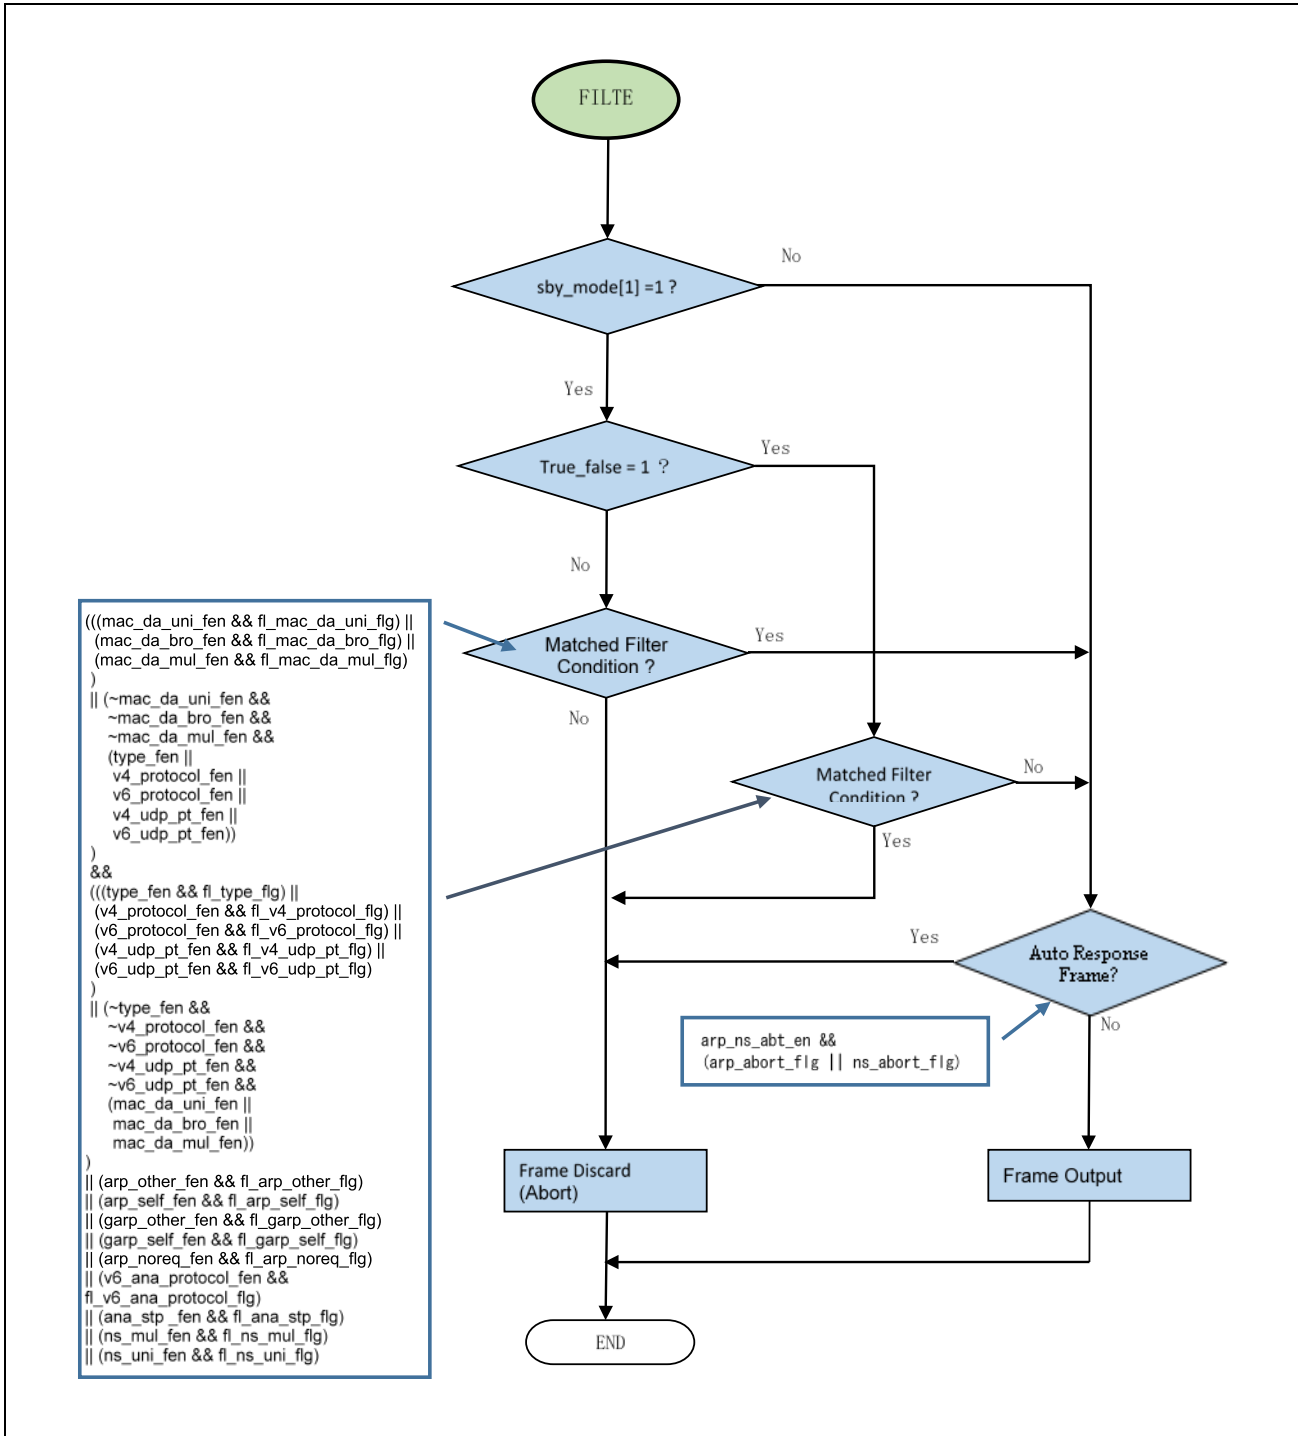 FILTE
No
sby_mode[1] =1 ?
Yes
True_false = 1 ?
Yes
No
Matched Filter
Condition ?
Yes
No
Matched Filter
Condition ?
No
Yes
Auto Response
Frame?
Yes
No
arp_ns_abt_en &&
(arp_abort_flg || ns_abort_flg)
Frame Discard
(Abort)
Frame Output
END
(((mac_da_uni_fen && fl_mac_da_uni_flg) ||
(mac_da_bro_fen && fl_mac_da_bro_flg) ||
(mac_da_mul_fen && fl_mac_da_mul_flg)
)
|| (~mac_da_uni_fen &&
~mac_da_bro_fen &&
~mac_da_mul_fen &&
(type_fen ||
v4_protocol_fen ||
v6_protocol_fen ||
v4_udp_pt_fen ||
v6_udp_pt_fen))
)
&&
(((type_fen && fl_type_flg) ||
(v4_protocol_fen && fl_v4_protocol_flg) ||
(v6_protocol_fen && fl_v6_protocol_flg) ||
(v4_udp_pt_fen && fl_v4_udp_pt_flg) ||
(v6_udp_pt_fen && fl_v6_udp_pt_flg)
)
|| (~type_fen &&
~v4_protocol_fen &&
~v6_protocol_fen &&
~v4_udp_pt_fen &&
~v6_udp_pt_fen &&
(mac_da_uni_fen ||
mac_da_bro_fen ||
mac_da_mul_fen))
)
|| (arp_other_fen && fl_arp_other_flg)
|| (arp_self_fen && fl_arp_self_flg)
|| (garp_other_fen && fl_garp_other_flg)
|| (garp_self_fen && fl_garp_self_flg)
|| (arp_noreq_fen && fl_arp_noreq_flg)
|| (v6_ana_protocol_fen &&
fl_v6_ana_protocol_flg)
|| (ana_stp _fen && fl_ana_stp_flg)
|| (ns_mul_fen && fl_ns_mul_flg)
|| (ns_uni_fen && fl_ns_uni_flg)